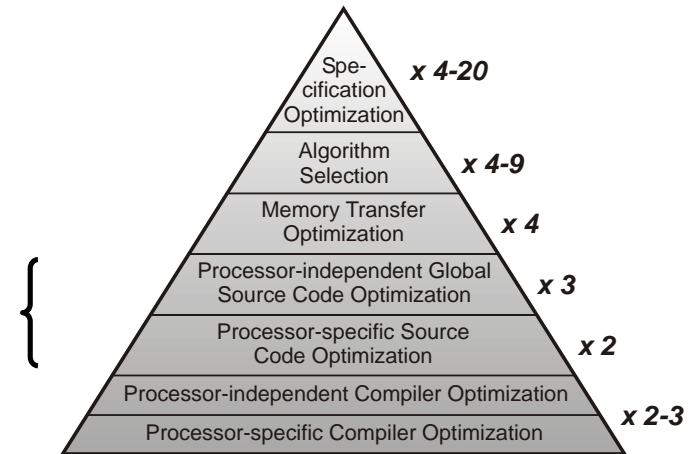 Spe-
cification
Optimization
x 4-20
Algorithm
Selection
x 4-9
Memory Transfer
Optimization
x 4
Processor-independent Global
Source Code Optimization
x 3
Processor-specific Source
Code Optimization
x 2
Processor-independent Compiler Optimization
Processor-specific Compiler Optimization
x 2-3